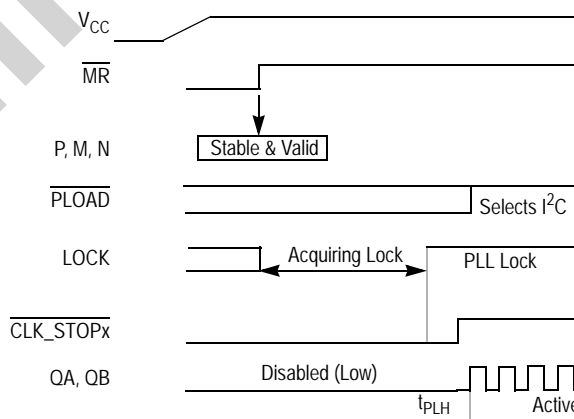 VCC
MR
P, M, N
Stable & Valid
PLOAD
Selects I²C
LOCK
Acquiring Lock
PLL Lock
CLK_STOPx
QA, QB
Disabled (Low)
tPLH
Active